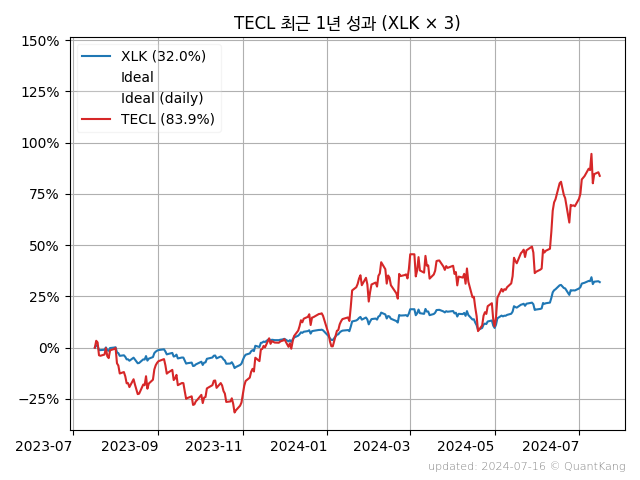 TECL 최근 1년 성과 (XLK × 3)
150%
125%
100%
75%
50%
25%
0%
−25%
XLK (32.0%)
Ideal
Ideal (daily)
TECL (83.9%)
2023-07 2023-09 2023-11 2024-01 2024-03 2024-05 2024-07
updated: 2024-07-16 © QuantKang